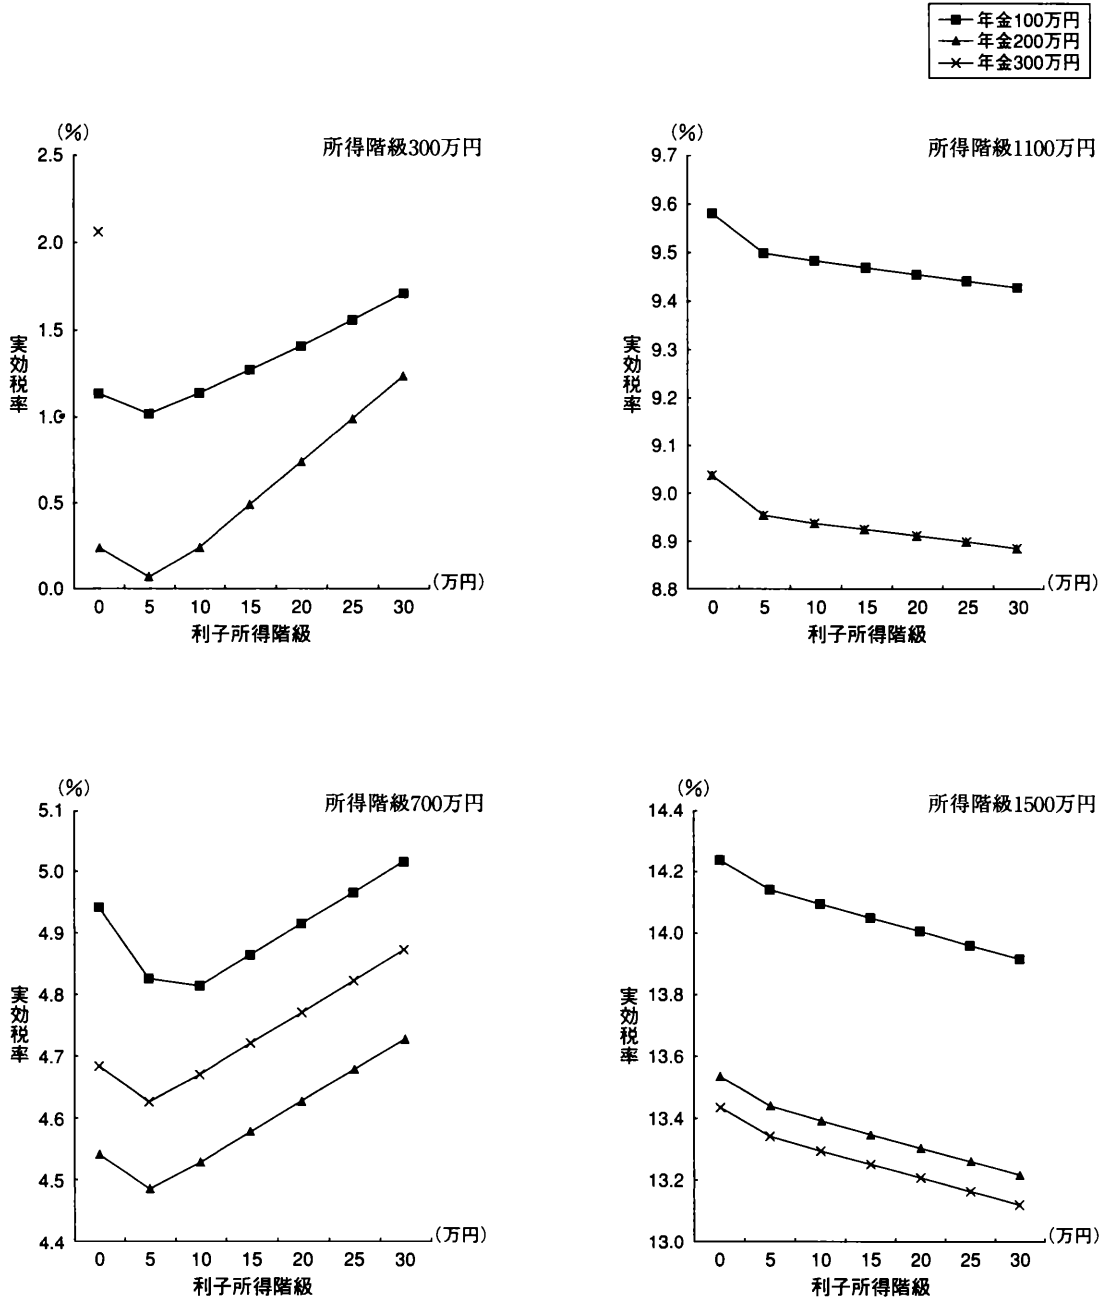 年金100万円
年金200万円
年金300万円
(%)
所得階級300万円
2.5
2.0
1.5
1.0
0.5
0.0
実効税率
0 5 10 15 20 25 30
(万円)
利子所得階級
(%)
所得階級1100万円
9.7
9.6
9.5
9.4
9.3
9.2
9.1
9.0
8.9
8.8
実効税率
0 5 10 15 20 25 30
(万円)
利子所得階級
(%)
所得階級700万円
5.1
5.0
4.9
4.8
4.7
4.6
4.5
4.4
実効税率
0 5 10 15 20 25 30
(万円)
利子所得階級
(%)
所得階級1500万円
14.4
14.2
14.0
13.8
13.6
13.4
13.2
13.0
実効税率
0 5 10 15 20 25 30
(万円)
利子所得階級